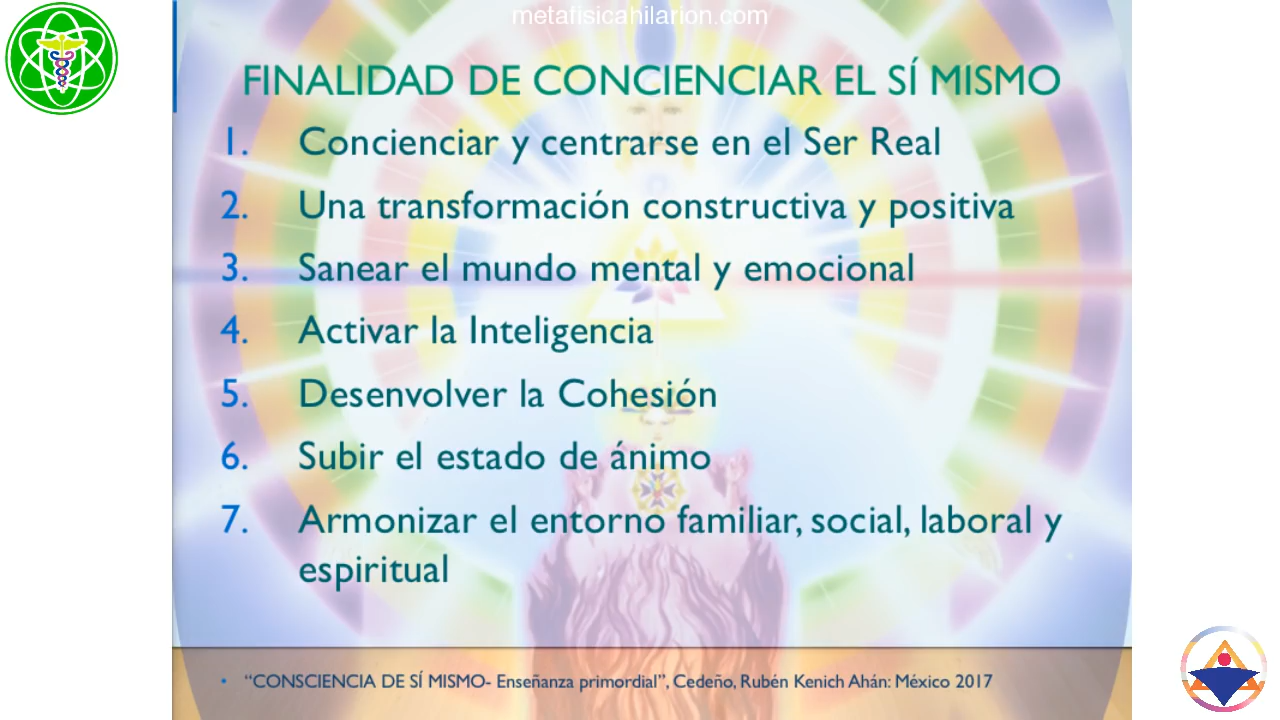 metafisicahilarion.com
FINALIDAD DE CONCIENCIAR EL SÍ MISMO
1. Concienciar y centrarse en el Ser Real
2. Una transformación constructiva y positiva
3. Sanear el mundo mental y emocional
4. Activar la Inteligencia
5. Desenvolver la Cohesión
6. Subir el estado de ánimo
7. Armonizar el entorno familiar, social, laboral y
espiritual
• “CONSCIENCIA DE SÍ MISMO- Enseñanza primordial”, Cedeño, Rubén Kenich Ahán: México 2017